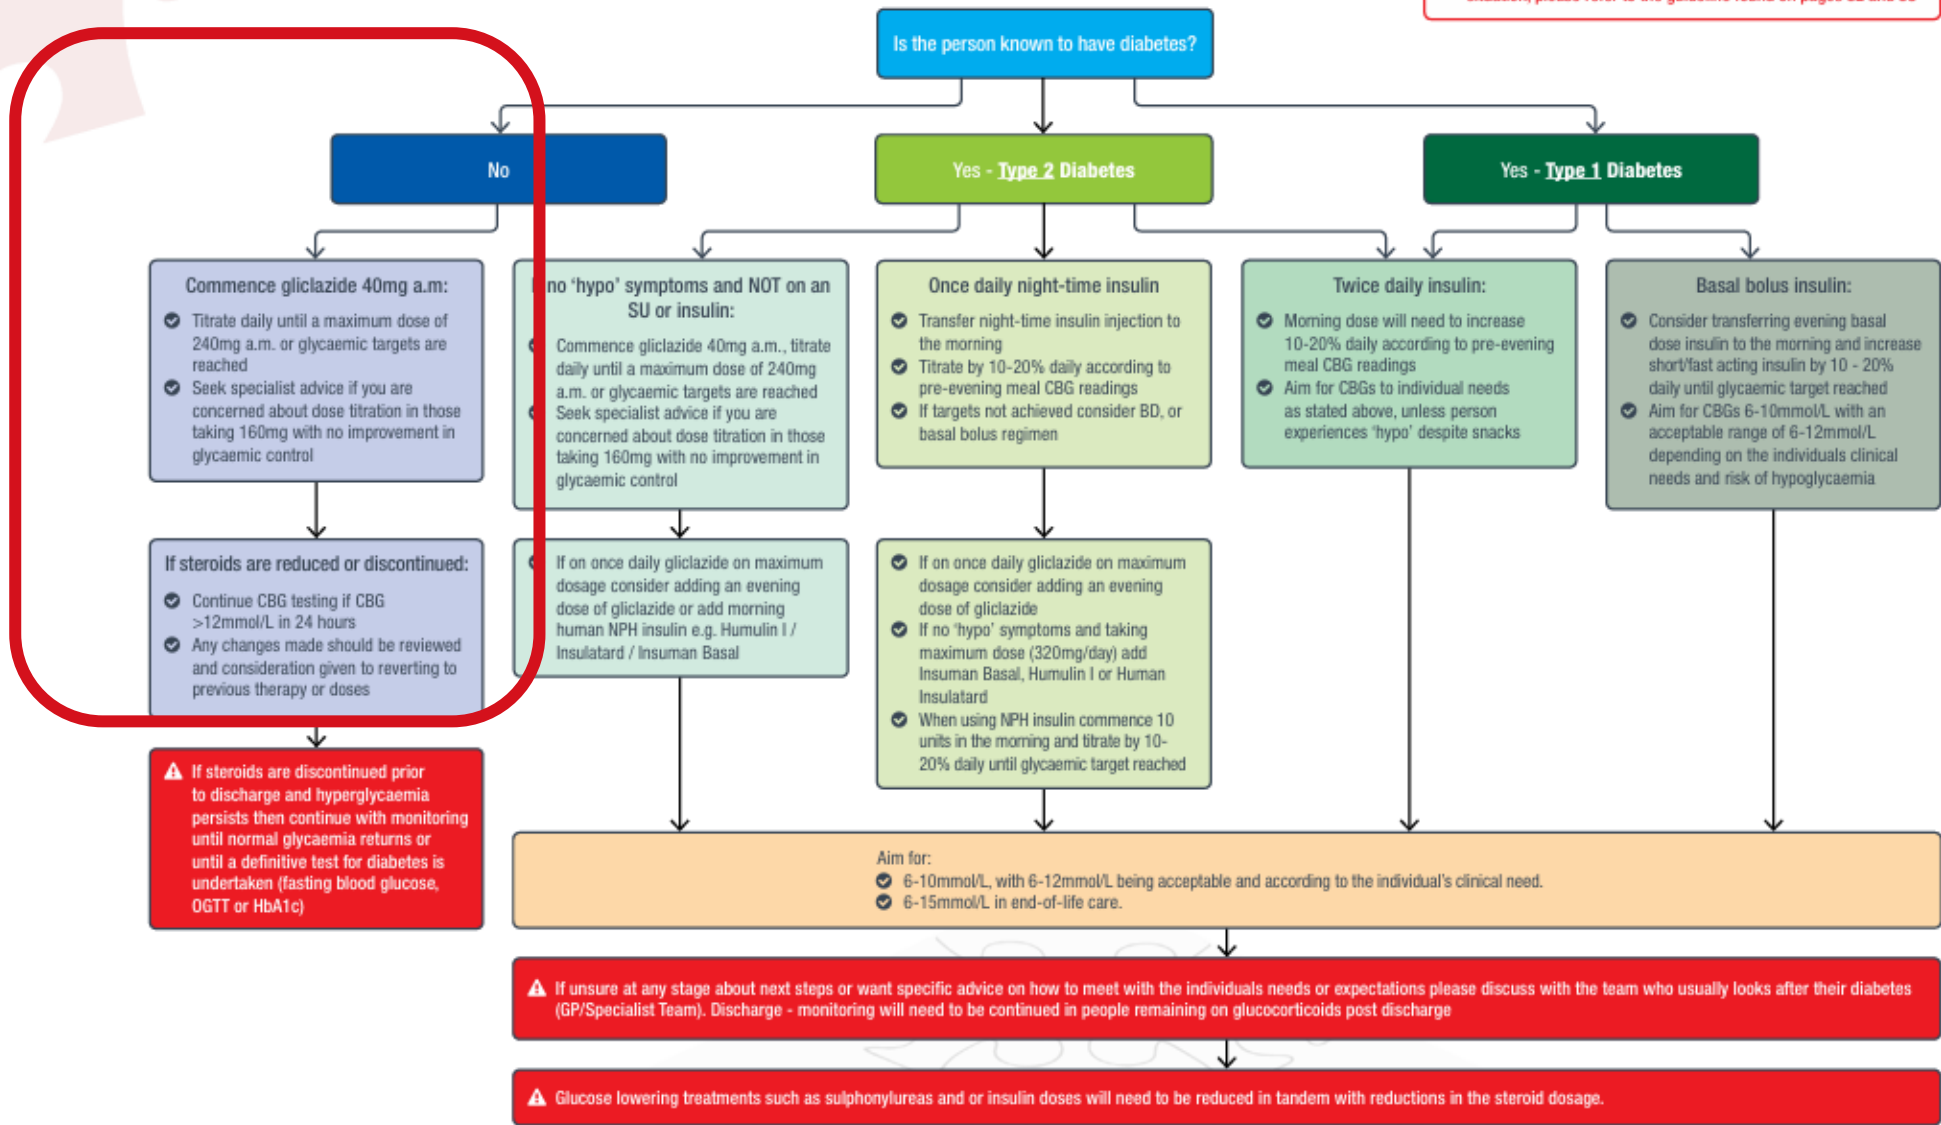 situation, please refer to the guideline found on pages
Is the person known to have diabetes?
No
Yes - Type 2 Diabetes
Yes - Type 1 Diabetes
Commence gliclazide 40mg a.m:
Titrate daily until a maximum dose of
240mg a.m. or glycaemic targets are
reached
Seek specialist advice if you are
concerned about dose titration in those
taking 160mg with no improvement in
glycaemic control
no ‘hypo’ symptoms and NOT on an
SU or insulin:
Commence gliclazide 40mg a.m., titrate
daily until a maximum dose of 240mg
a.m. or glycaemic targets are reached
Seek specialist advice if you are
concerned about dose titration in those
taking 160mg with no improvement in
glycaemic control
Once daily night-time insulin
Transfer night-time insulin injection to
the morning
Titrate by 10-20% daily according to
pre-evening meal CBG readings
If targets not achieved consider BD, or
basal bolus regimen
Twice daily insulin:
Morning dose will need to increase
10-20% daily according to pre-evening
meal CBG readings
Aim for CBGs to individual needs
as stated above, unless person
experiences ‘hypo’ despite snacks
Basal bolus insulin:
Consider transferring evening basal
dose insulin to the morning and increase
short/fast acting insulin by 10 - 20%
daily until glycaemic target reached
Aim for CBGs 6-10mmol/L with an
acceptable range of 6-12mmol/L
depending on the individuals clinical
needs and risk of hypoglycaemia
If steroids are reduced or discontinued:
Continue CBG testing if CBG
>12mmol/L in 24 hours
Any changes made should be reviewed
and consideration given to reverting to
previous therapy or doses
If on once daily gliclazide on maximum
dosage consider adding an evening
dose of gliclazide or add morning
human NPH insulin e.g. Humulin I /
Insulatard / Insuman Basal
If on once daily gliclazide on maximum
dosage consider adding an evening
dose of gliclazide
If no ‘hypo’ symptoms and taking
maximum dose (320mg/day) add
Insuman Basal, Humulin I or Human
Insulatard
When using NPH insulin commence 10
units in the morning and titrate by 10-
20% daily until glycaemic target reached
If steroids are discontinued prior
to discharge and hyperglycaemia
persists then continue with monitoring
until normal glycaemia returns or
until a definitive test for diabetes is
undertaken (fasting blood glucose,
OGTT or HbA1c)
Aim for:
6-10mmol/L, with 6-12mmol/L being acceptable and according to the individual’s clinical need.
6-15mmol/L in end-of-life care.
If unsure at any stage about next steps or want specific advice on how to meet with the individuals needs or expectations please discuss with the team who usually looks after their diabetes
(GP/Specialist Team). Discharge - monitoring will need to be continued in people remaining on glucocorticoids post discharge
Glucose lowering treatments such as sulphonylureas and or insulin doses will need to be reduced in tandem with reductions in the steroid dosage.